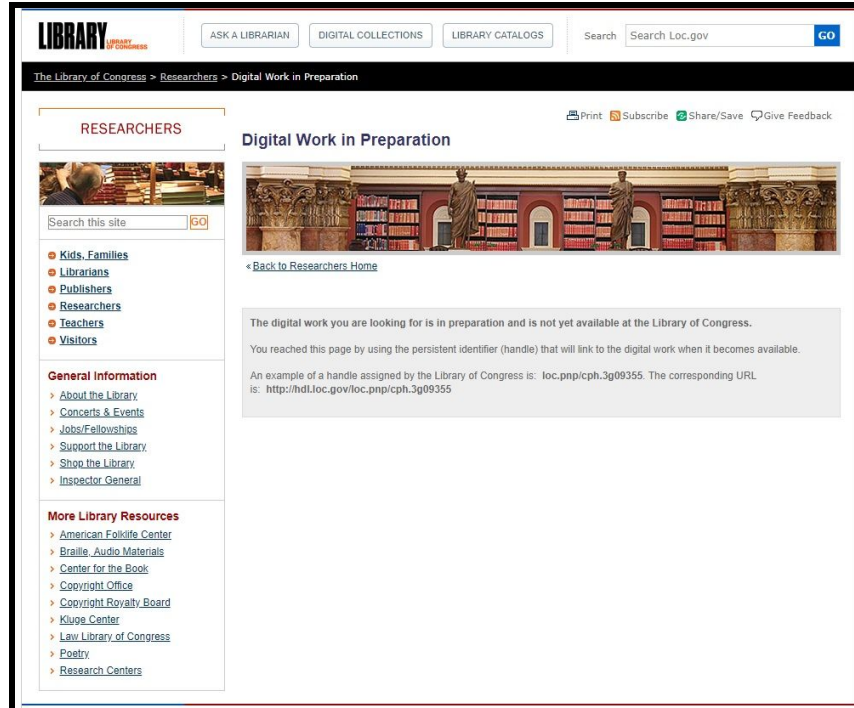 LIBRARY
LIBRARY
OF CONGRESS
ASK A LIBRARIAN
DIGITAL COLLECTIONS
LIBRARY CATALOGS
Search
Search Loc.gov
GO
The Library of Congress > Researchers > Digital Work in Preparation
RESEARCHERS
Search this site
GO
Kids, Families
Librarians
Publishers
Researchers
Teachers
Visitors
General Information
About the Library
Concerts & Events
Jobs/Fellowships
Support the Library
Shop the Library
Inspector General
More Library Resources
American Folklife Center
Braille, Audio Materials
Center for the Book
Copyright Office
Copyright Royalty Board
Kluge Center
Law Library of Congress
Poetry
Research Centers
Print
Subscribe
Share/Save
Give Feedback
Digital Work in Preparation
« Back to Researchers Home
The digital work you are looking for is in preparation and is not yet available at the Library of Congress.
You reached this page by using the persistent identifier (handle) that will link to the digital work when it becomes available.
An example of a handle assigned by the Library of Congress is: loc.pnp/cph.3g09355. The corresponding URL
is: http://hdl.loc.gov/loc.pnp/cph.3g09355